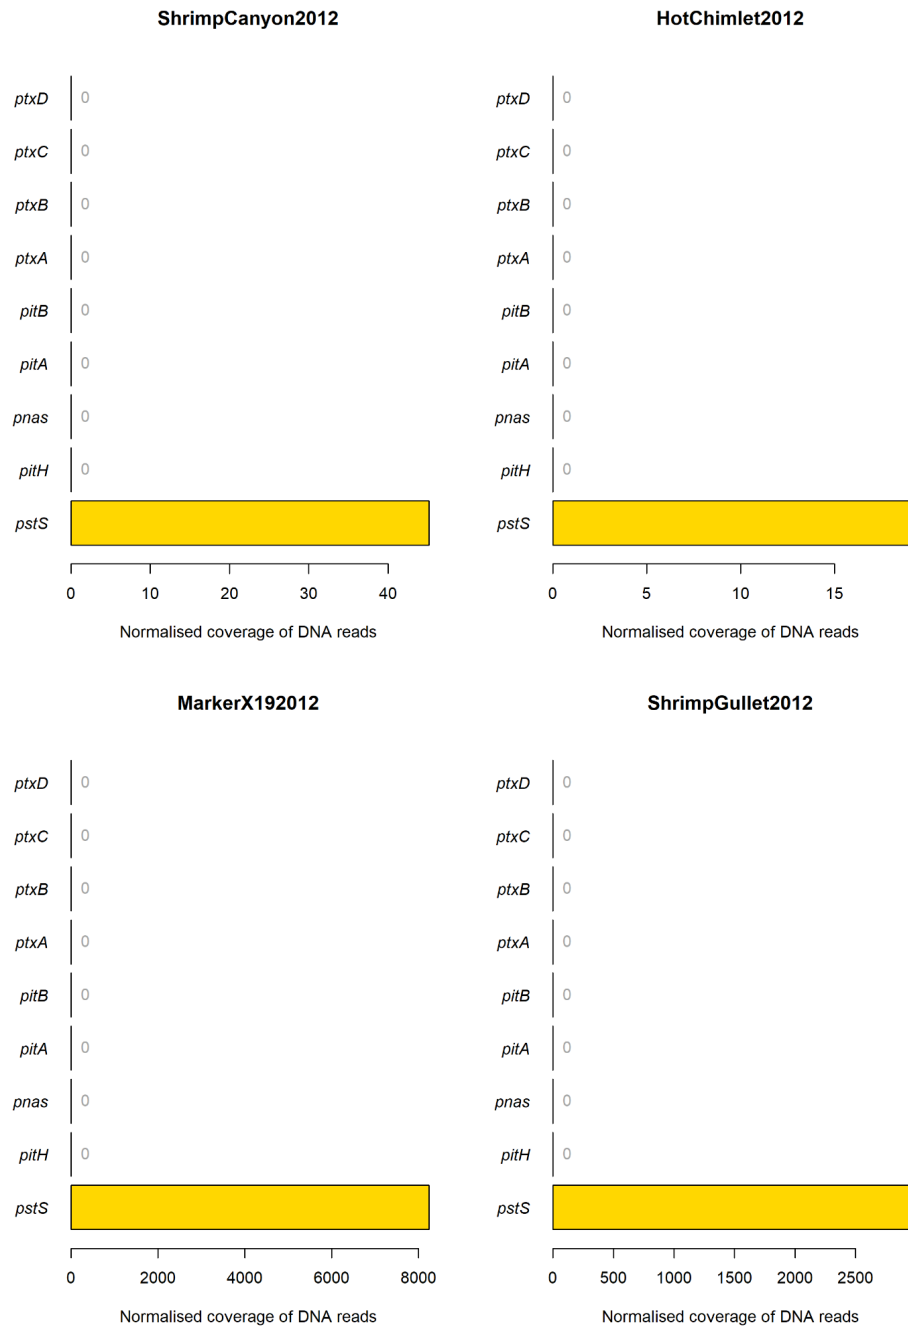 ShrimpCanyon2012
ptxD 0
ptxC 0
ptxB 0
ptxA 0
pitB 0
pitA 0
pnas 0
pitH 0
pstS
0 10 20 30 40
Normalised coverage of DNA reads
HotChimlet2012
ptxD 0
ptxC 0
ptxB 0
ptxA 0
pitB 0
pitA 0
pnas 0
pitH 0
pstS
0 5 10 15
Normalised coverage of DNA reads
MarkerX192012
ptxD 0
ptxC 0
ptxB 0
ptxA 0
pitB 0
pitA 0
pnas 0
pitH 0
pstS
0 2000 4000 6000 8000
Normalised coverage of DNA reads
ShrimpGullet2012
ptxD 0
ptxC 0
ptxB 0
ptxA 0
pitB 0
pitA 0
pnas 0
pitH 0
pstS
0 500 1000 1500 2000 2500
Normalised coverage of DNA reads